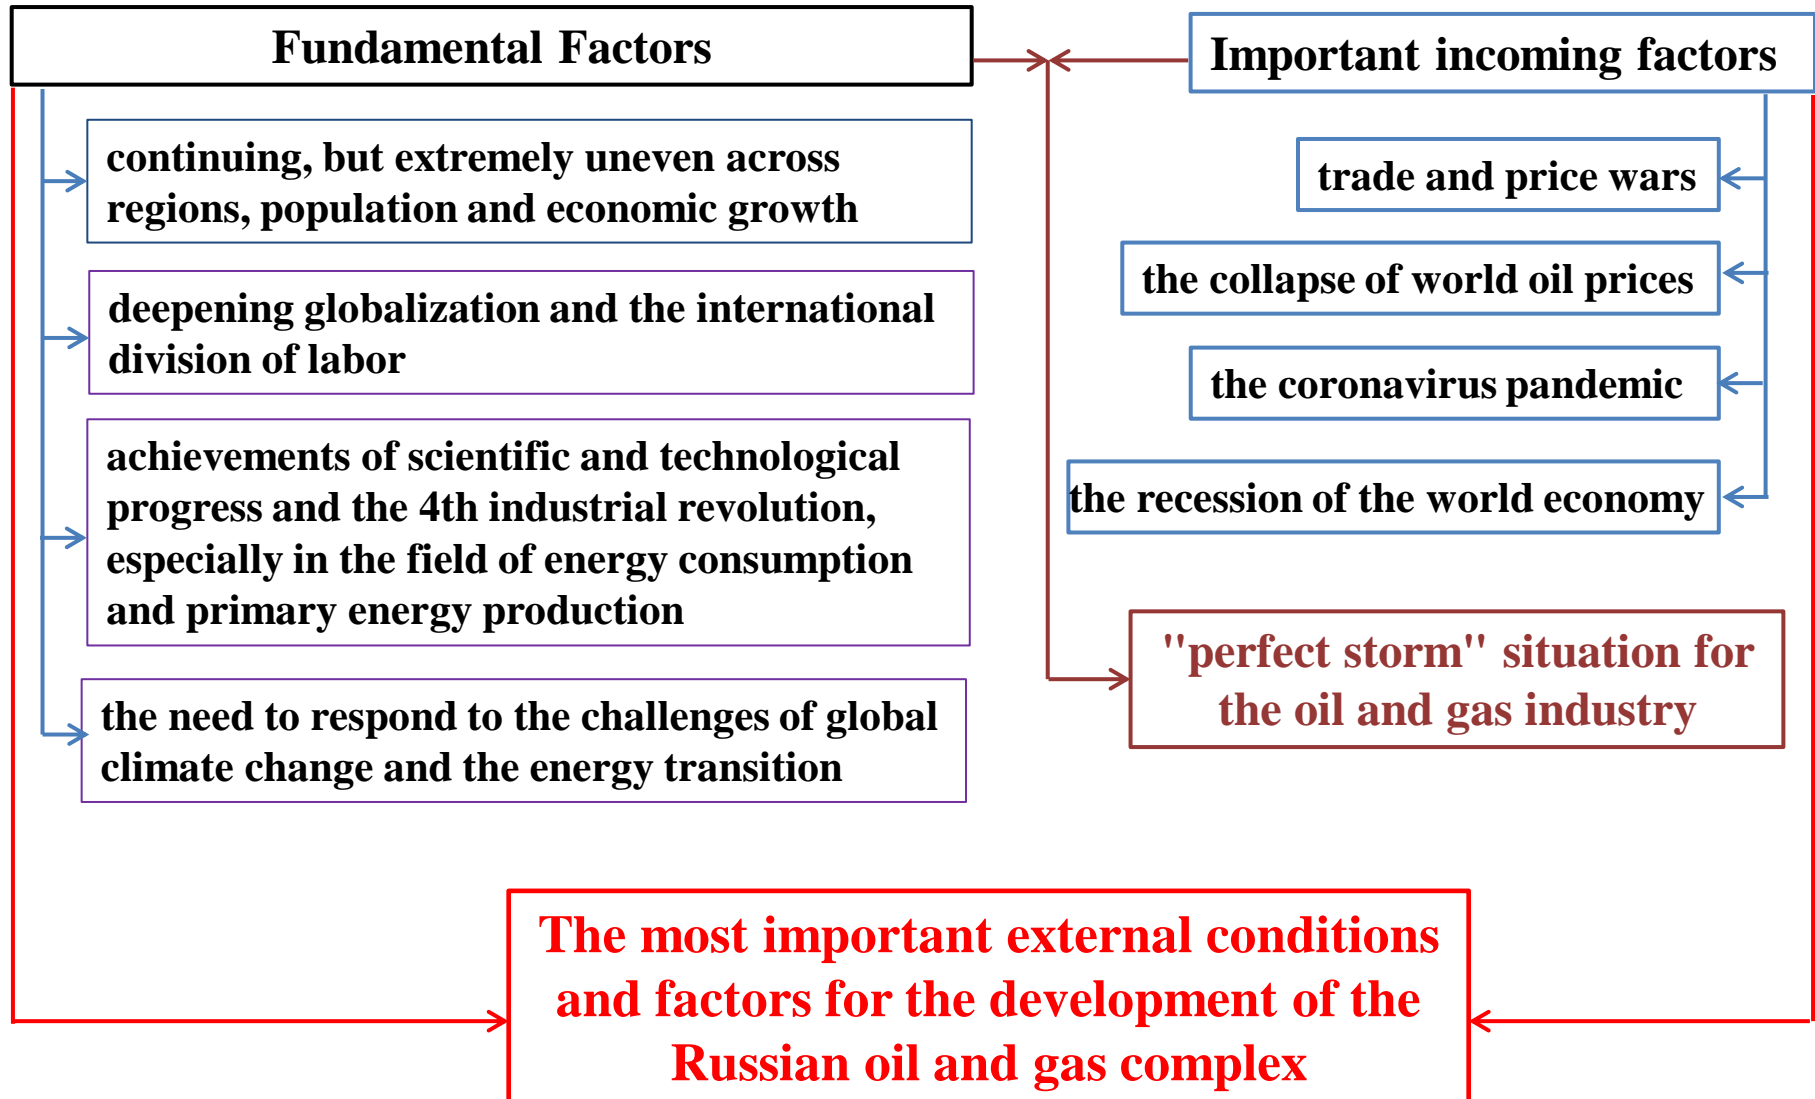 Fundamental Factors
continuing, but extremely uneven across
regions, population and economic growth
deepening globalization and the international
division of labor
achievements of scientific and technological
progress and the 4th industrial revolution,
especially in the field of energy consumption
and primary energy production
the need to respond to the challenges of global
climate change and the energy transition
Important incoming factors
trade and price wars
the collapse of world oil prices
the coronavirus pandemic
the recession of the world economy
"perfect storm" situation for
the oil and gas industry
The most important external conditions
and factors for the development of the
Russian oil and gas complex